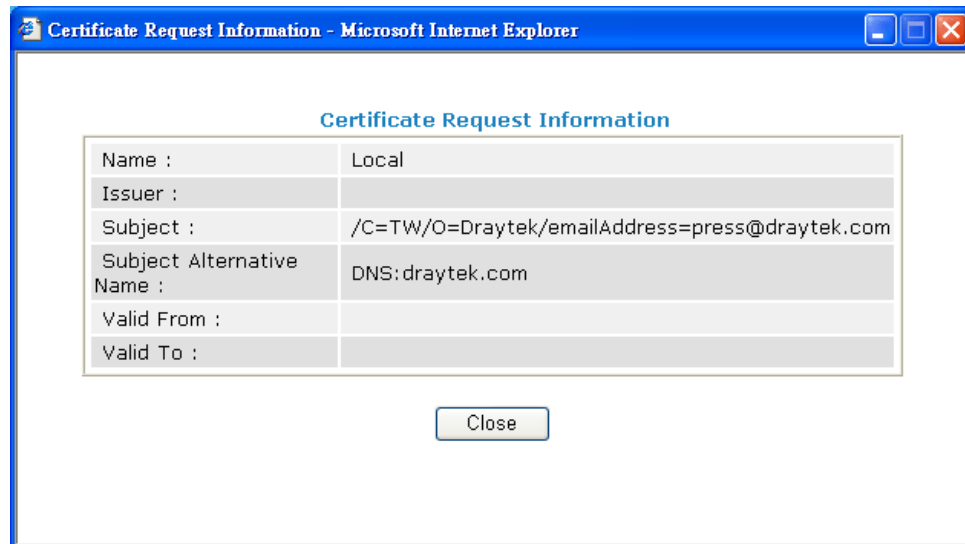 Certificate Request Information - Microsoft Internet Explorer
Certificate Request Information
Name : Local
Issuer :
Subject : /C=TW/O=Draytek/emailAddress=press@draytek.com
Subject Alternative
Name : DNS:draytek.com
Valid From :
Valid To :
Close